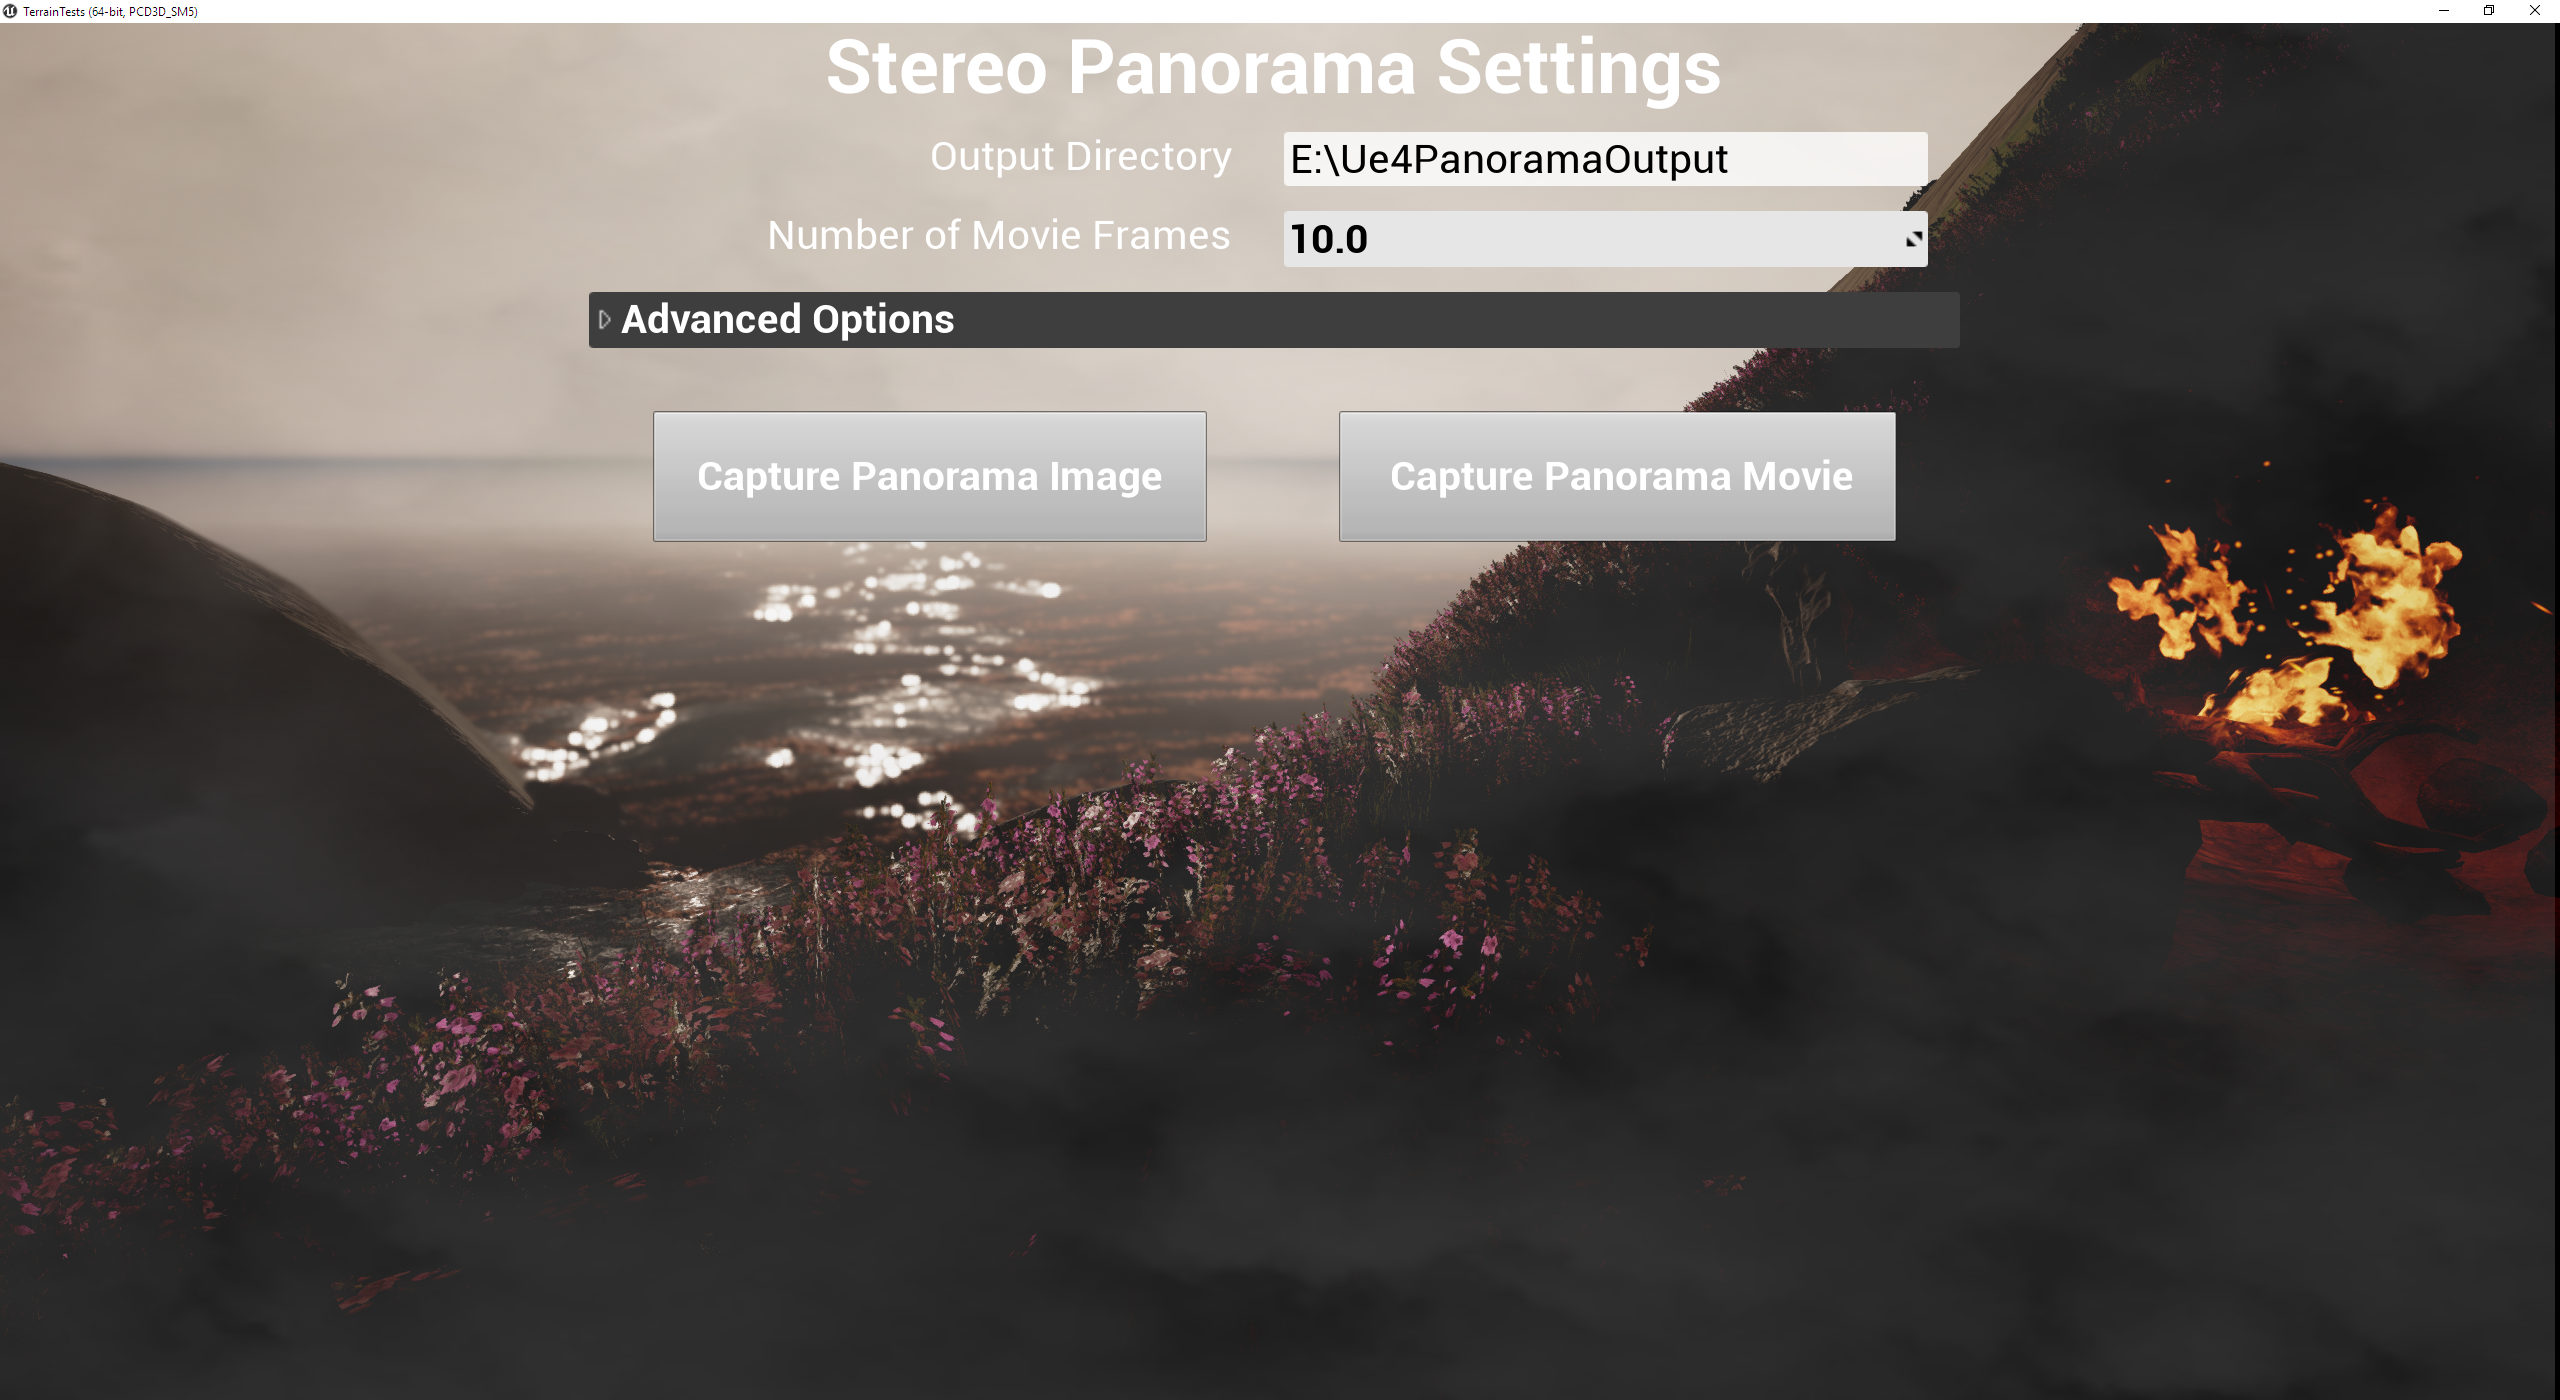 TerrainTests (64-bit, PCD3D_SM5)
Stereo Panorama Settings
Output Directory E:\Ue4PanoramaOutput
Number of Movie Frames 10.0
Advanced Options
Capture Panorama Image Capture Panorama Movie